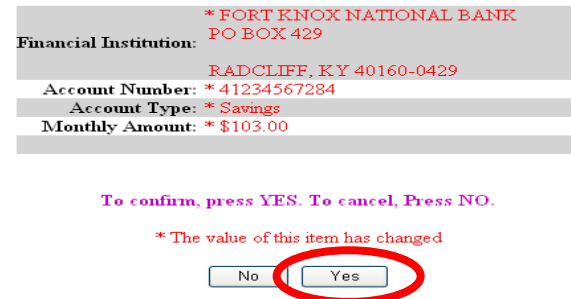 * FORT KNOX NATIONAL BANK
Financial Institution: PO BOX 429
RADCLIFF, KY 40160-0429
Account Number: * 41234567284
Account Type: * Savings
Monthly Amount: * $103.00
To confirm, press YES. To cancel, Press NO.
* The value of this item has changed
No Yes